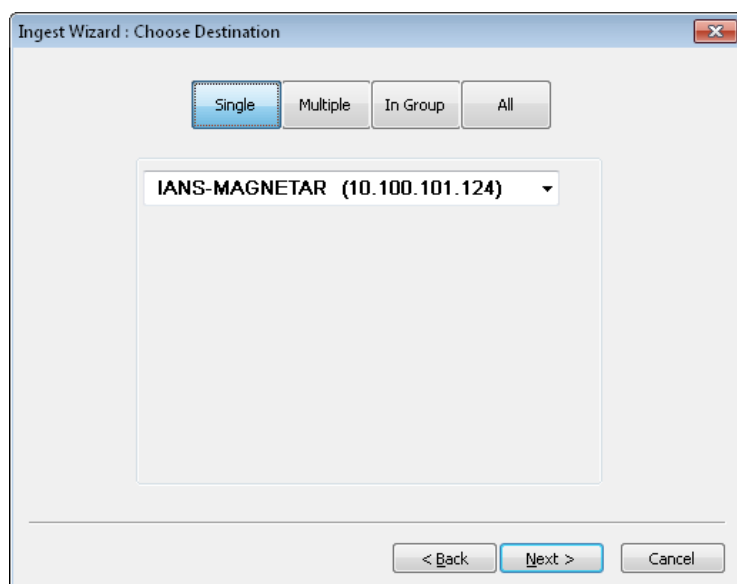 Ingest Wizard : Choose Destination
Single Multiple In Group All
IANS-MAGNETAR (10.100.101.124)
< Back Next > Cancel